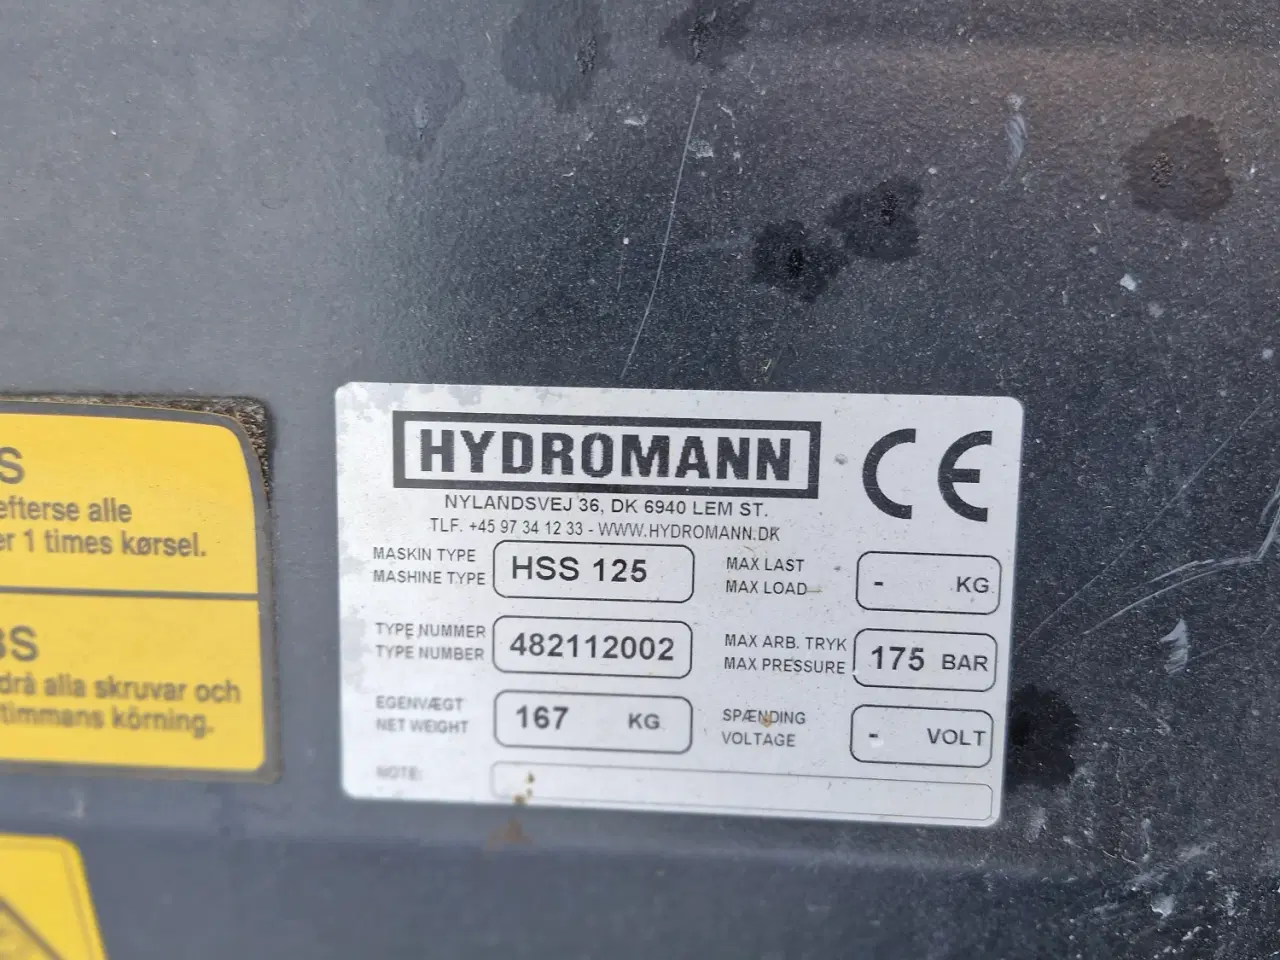 S
efterse alle
er 1 times kørsel.
BS
drå alla skruvar och
timmans körning.
HYDROMANN
CE
NYLANDSVEJ 36, DK 6940 LEM ST.
TLF. +45 97 34 12 33 - WWW.HYDROMANN.DK
MASKIN TYPE
MASHINE TYPE
HSS 125
MAX LAST
MAX LOAD
- KG
TYPE NUMMER
TYPE NUMBER
482112002
MAX ARB. TRYK
MAX PRESSURE
175 BAR
EGENVÆGT
NET WEIGHT
167 KG
SPÆNDING
VOLTAGE
- VOLT
NOTE: